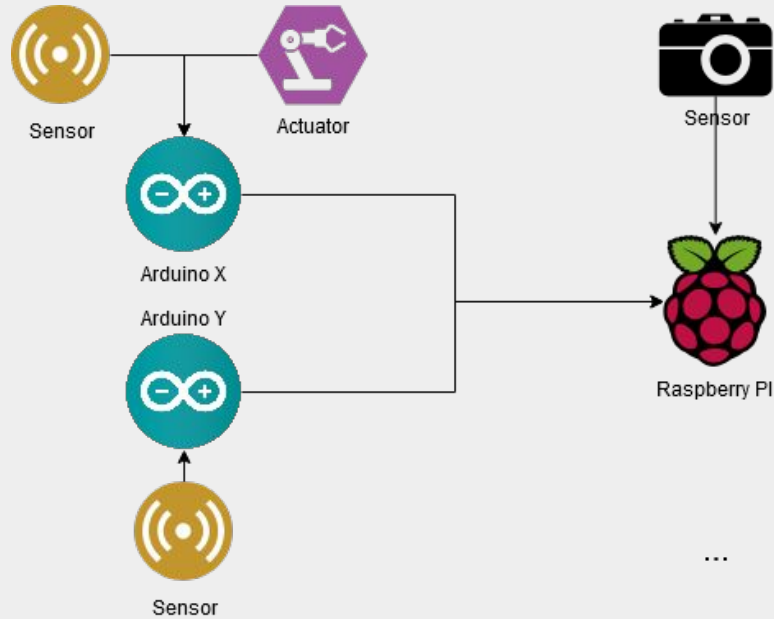 Sensor
Actuator
Sensor
Arduino X
Arduino Y
Raspberry PI
Sensor
...